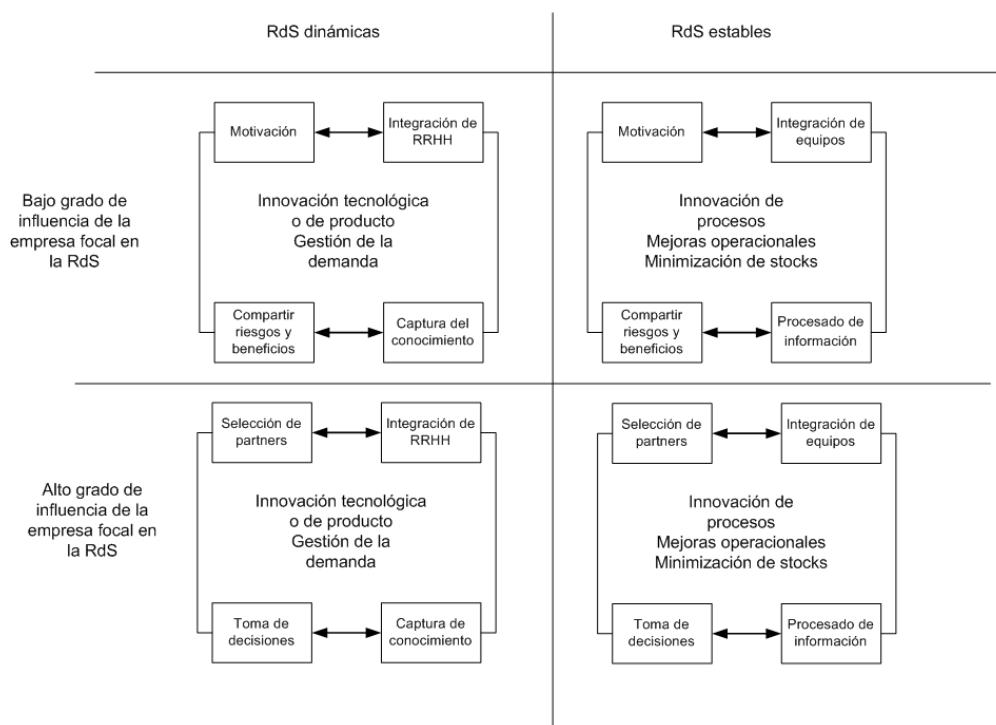 RdS dinámicas
RdS estables
Bajo grado de
influencia de la
empresa focal en
la RdS
Motivación
Integración de
RRHH
Innovación tecnológica
o de producto
Gestión de la
demanda
Compartir
riesgos y
beneficios
Captura del
conocimiento
Motivación
Integración de
equipos
Innovación de
procesos
Mejoras operacionales
Minimización de stocks
Compartir
riesgos y
beneficios
Procesado de
información
Alto grado de
influencia de la
empresa focal en
la RdS
Selección de
partners
Integración de
RRHH
Innovación tecnológica
o de producto
Gestión de la
demanda
Toma de
decisiones
Captura de
conocimiento
Selección de
partners
Integración de
equipos
Innovación de
procesos
Mejoras operacionales
Minimización de stocks
Toma de
decisiones
Procesado de
información